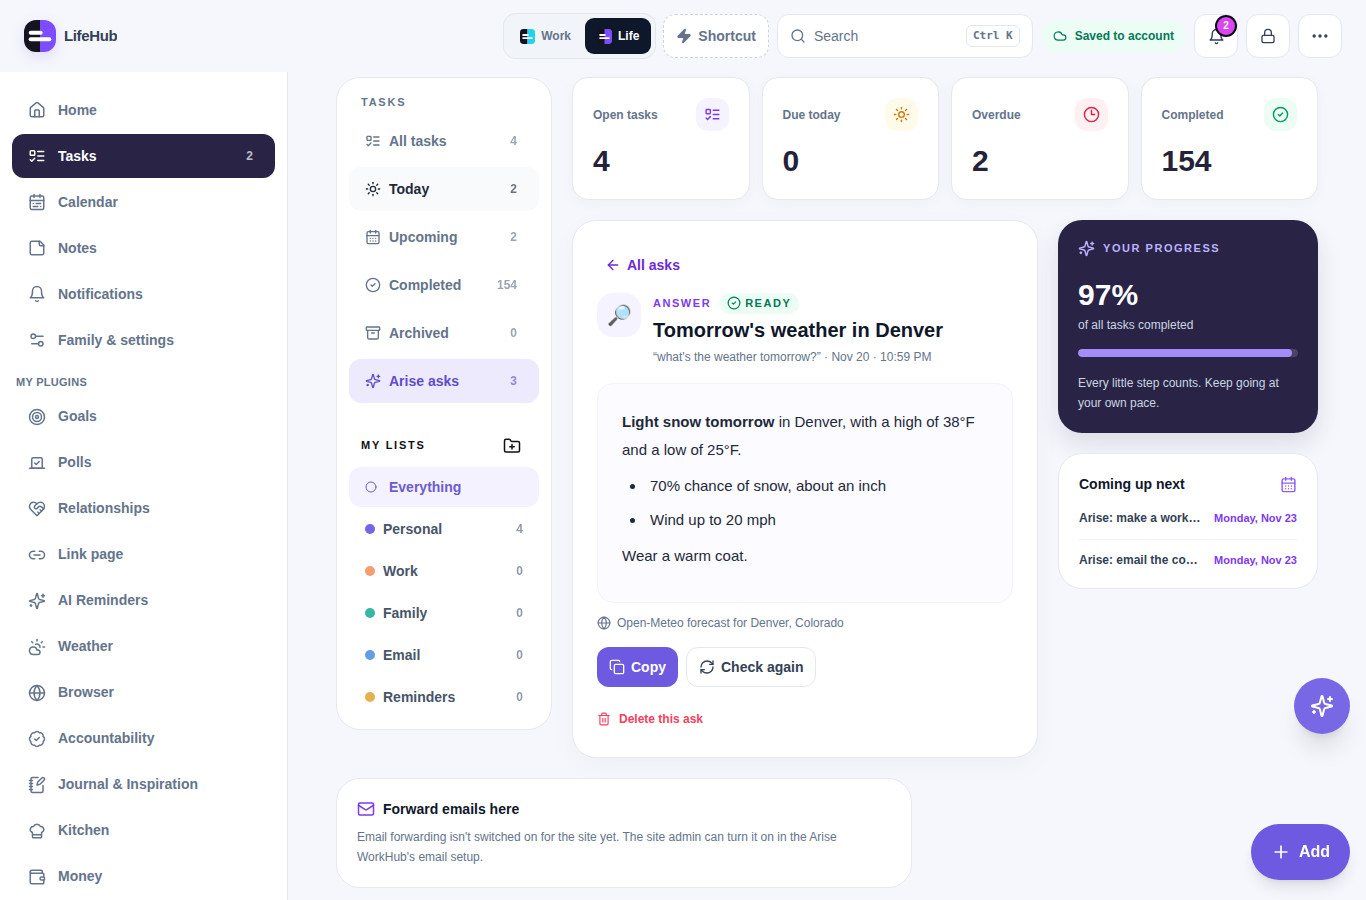 LifeHub
Work
Life
Shortcut
Search
Ctrl K
Saved to account
2
Home
Tasks 2
Calendar
Notes
Notifications
Family & settings
MY PLUGINS
Goals
Polls
Relationships
Link page
AI Reminders
Weather
Browser
Accountability
Journal & Inspiration
Kitchen
Money
TASKS
All tasks 4
Today 2
Upcoming 2
Completed 154
Archived 0
Arise asks 3
MY LISTS
Everything
Personal 4
Work 0
Family 0
Email 0
Reminders 0
Open tasks
4
Due today
0
Overdue
2
Completed
154
All asks
ANSWER READY
Tomorrow's weather in Denver
“what's the weather tomorrow?” · Nov 20 · 10:59 PM
Light snow tomorrow in Denver, with a high of 38°F
and a low of 25°F.
• 70% chance of snow, about an inch
• Wind up to 20 mph
Wear a warm coat.
Open-Meteo forecast for Denver, Colorado
Copy
Check again
Delete this ask
YOUR PROGRESS
97%
of all tasks completed
Every little step counts. Keep going at
your own pace.
Coming up next
Arise: make a work… Monday, Nov 23
Arise: email the co… Monday, Nov 23
Forward emails here
Email forwarding isn't switched on for the site yet. The site admin can turn it on in the Arise
WorkHub's email setup.
Add